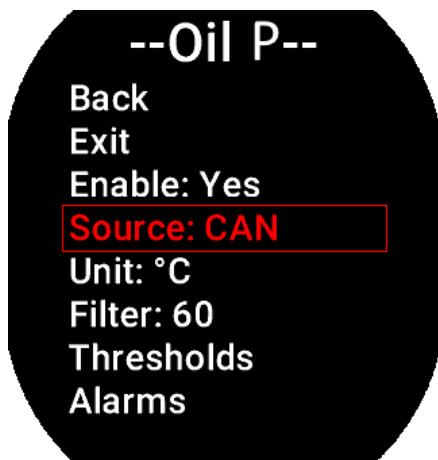 --Oil P--
Back
Exit
Enable: Yes
Source: CAN
Unit: °C
Filter: 60
Thresholds
Alarms